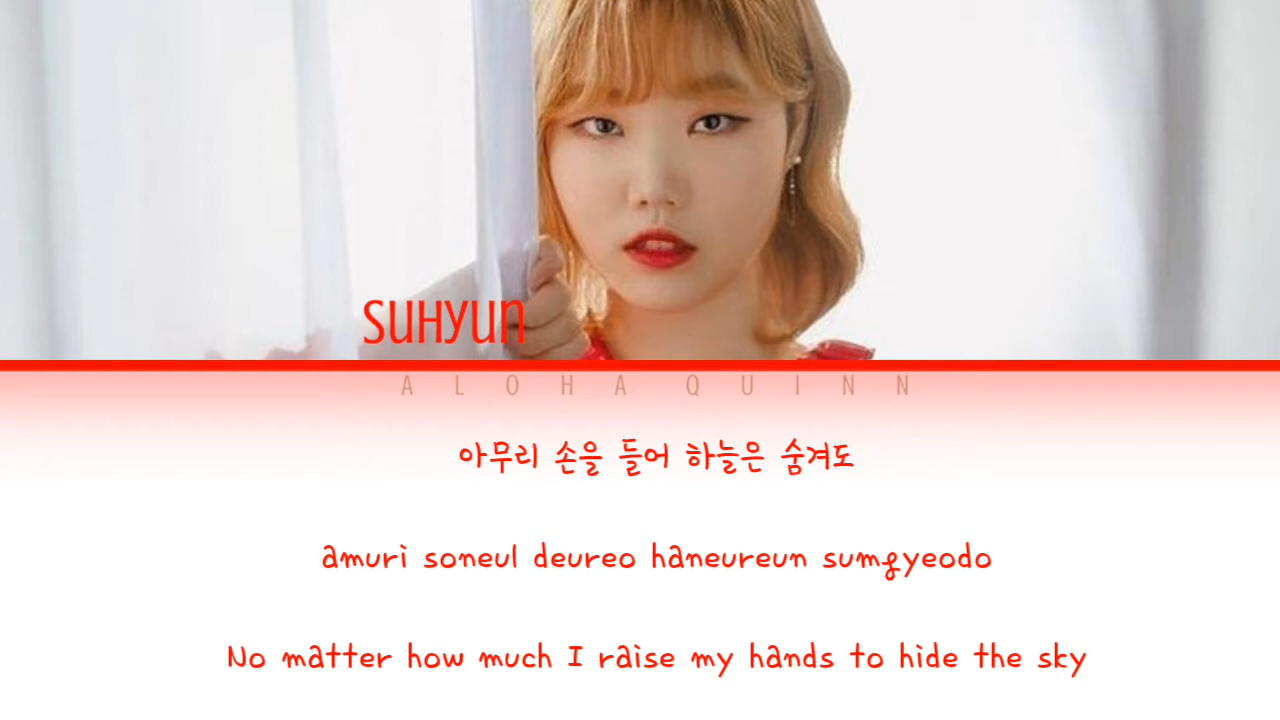 SUHYUN
ALOHA QUINN
아무리 손을 들어 하늘은 숨겨도
amuri soneul deureo haneureun sumgyeodo
No matter how much I raise my hands to hide the sky